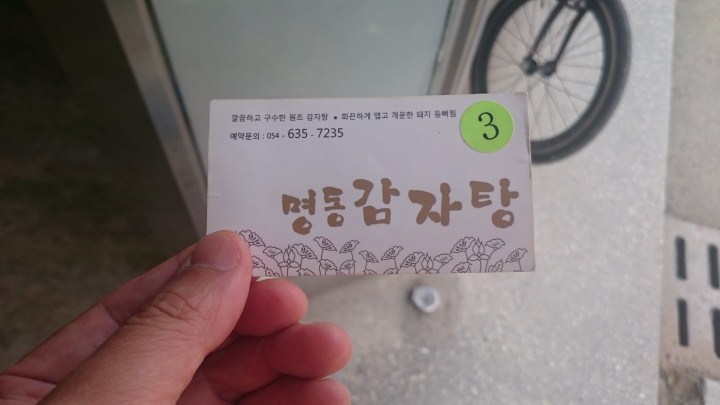 깔끔하고 구수한 원조 감자탕 • 화끈하게 맵고 개운한 돼지 등뼈찜
예약문의 : 054 - 635 - 7235
3
명동감자탕